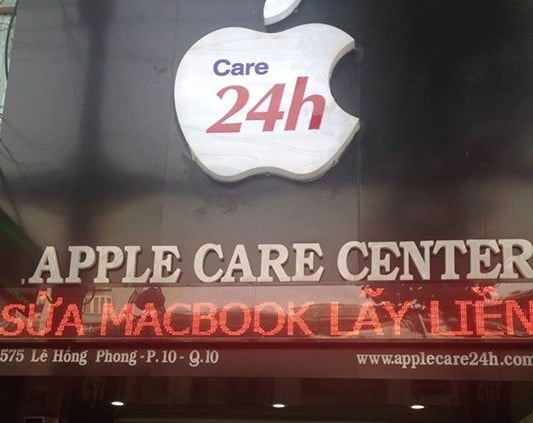 Care
24h
APPLE CARE CENTER
SỬA MACBOOK LẤY LIỀN
575 Lê Hồng Phong - P.10 - Q.10
www.applecare24h.com